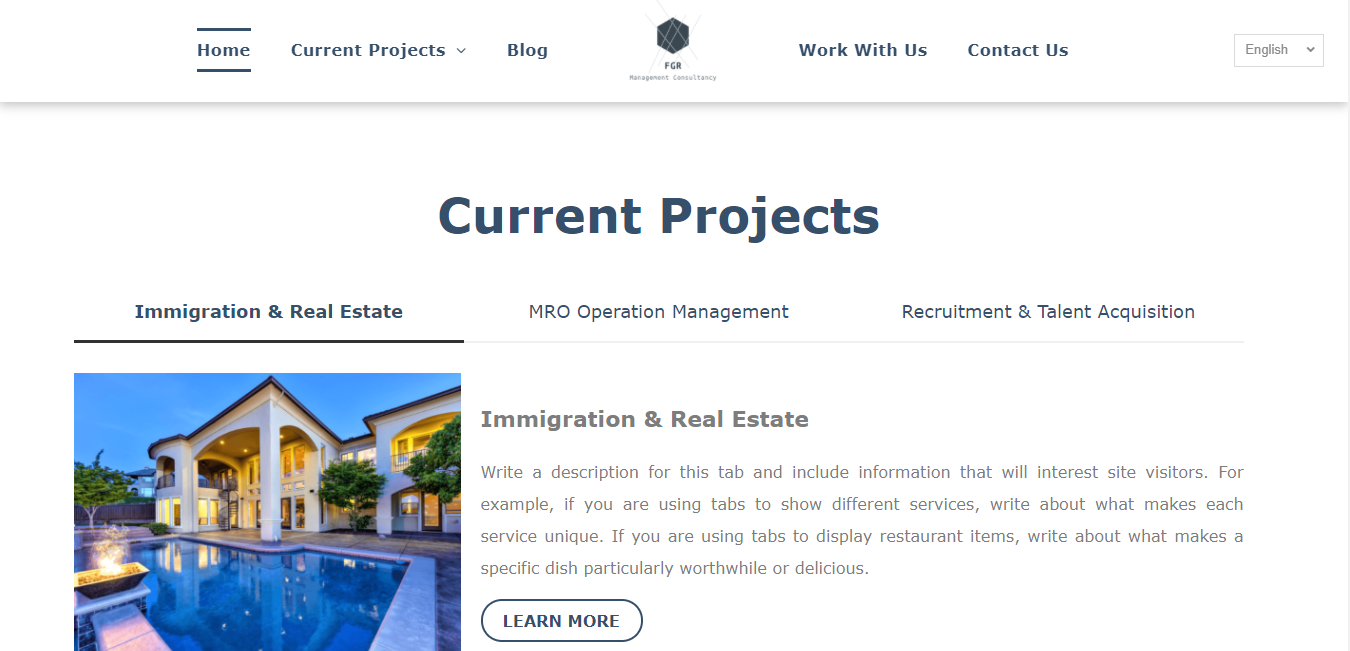 Home
Current Projects
Blog
FGR
Management Consultancy
Work With Us
Contact Us
English
Current Projects
Immigration & Real Estate
MRO Operation Management
Recruitment & Talent Acquisition
Immigration & Real Estate
Write a description for this tab and include information that will interest site visitors. For
example, if you are using tabs to show different services, write about what makes each
service unique. If you are using tabs to display restaurant items, write about what makes a
specific dish particularly worthwhile or delicious.
LEARN MORE